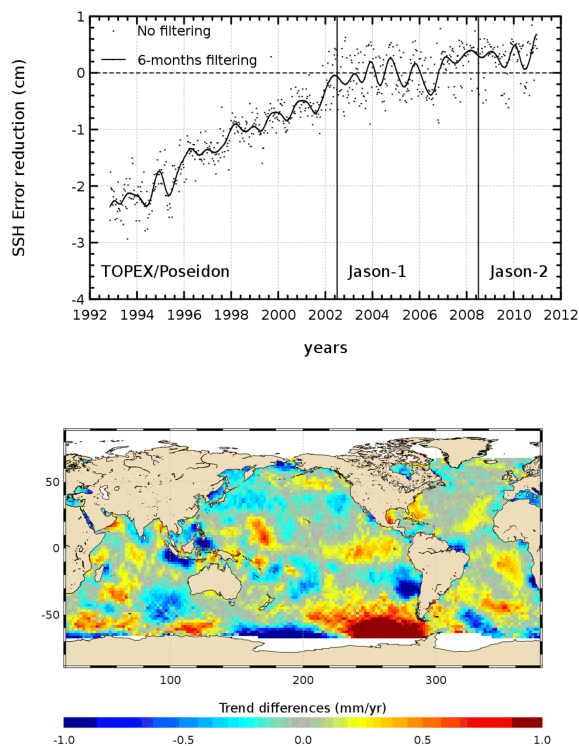 1
0
-1
-2
-3
-4
SSH Error reduction (cm)
No filtering
6-months filtering
TOPEX/Poseidon
Jason-1
Jason-2
1992 1994 1996 1998 2000 2002 2004 2006 2008 2010 2012
years
50
0
-50
100 200 300
Trend differences (mm/yr)
-1.0 -0.5 0.0 0.5 1.0